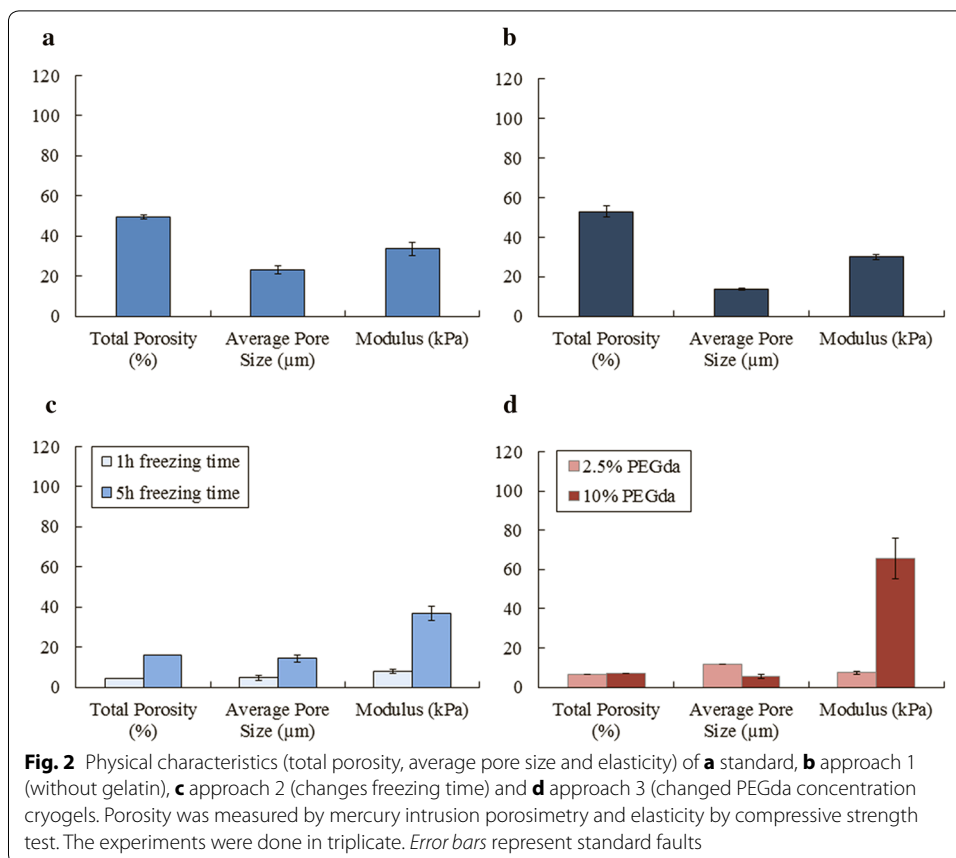 a
120
100
80
60
40
20
0
Total Porosity
(%)
Average Pore
Size (µm)
Modulus (kPa)
b
120
100
80
60
40
20
0
Total Porosity
(%)
Average Pore
Size (µm)
Modulus (kPa)
c
120
100
80
60
40
20
0
1h freezing time
5h freezing time
Total Porosity
(%)
Average Pore
Size (µm)
Modulus (kPa)
d
120
100
80
60
40
20
0
2.5% PEGda
10% PEGda
Total Porosity
(%)
Average Pore
Size (µm)
Modulus (kPa)
Fig. 2 Physical characteristics (total porosity, average pore size and elasticity) of a standard, b approach 1
(without gelatin), c approach 2 (changes freezing time) and d approach 3 (changed PEGda concentration
cryogels. Porosity was measured by mercury intrusion porosimetry and elasticity by compressive strength
test. The experiments were done in triplicate. Error bars represent standard faults